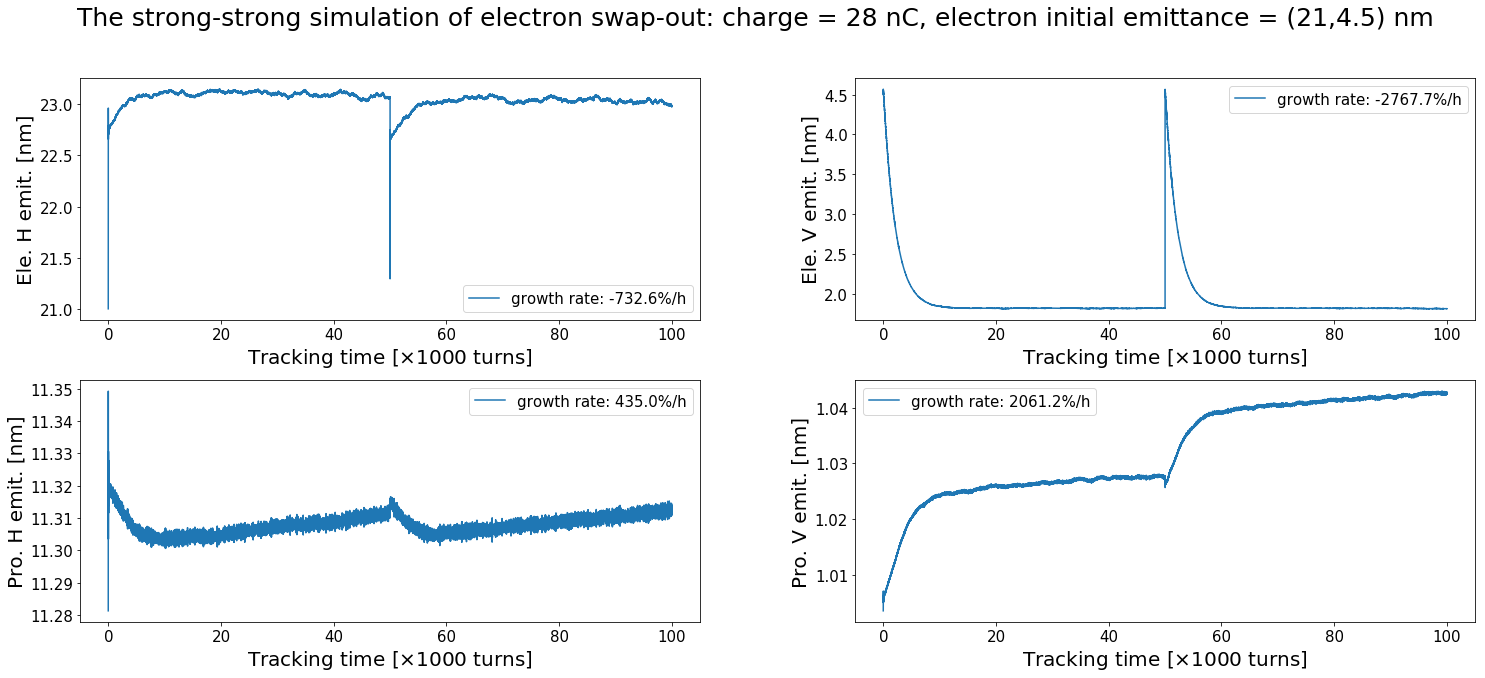 The strong-strong simulation of electron swap-out: charge = 28 nC, electron initial emittance = (21,4.5) nm
Ele. H emit. [nm]
23.0
22.5
22.0
21.5
21.0
growth rate: -732.6%/h
0 20 40 60 80 100
Tracking time [×1000 turns]
Ele. V emit. [nm]
4.5
4.0
3.5
3.0
2.5
2.0
growth rate: -2767.7%/h
0 20 40 60 80 100
Tracking time [×1000 turns]
Pro. H emit. [nm]
11.35
11.34
11.33
11.32
11.31
11.30
11.29
11.28
growth rate: 435.0%/h
0 20 40 60 80 100
Tracking time [×1000 turns]
Pro. V emit. [nm]
1.04
1.03
1.02
1.01
growth rate: 2061.2%/h
0 20 40 60 80 100
Tracking time [×1000 turns]